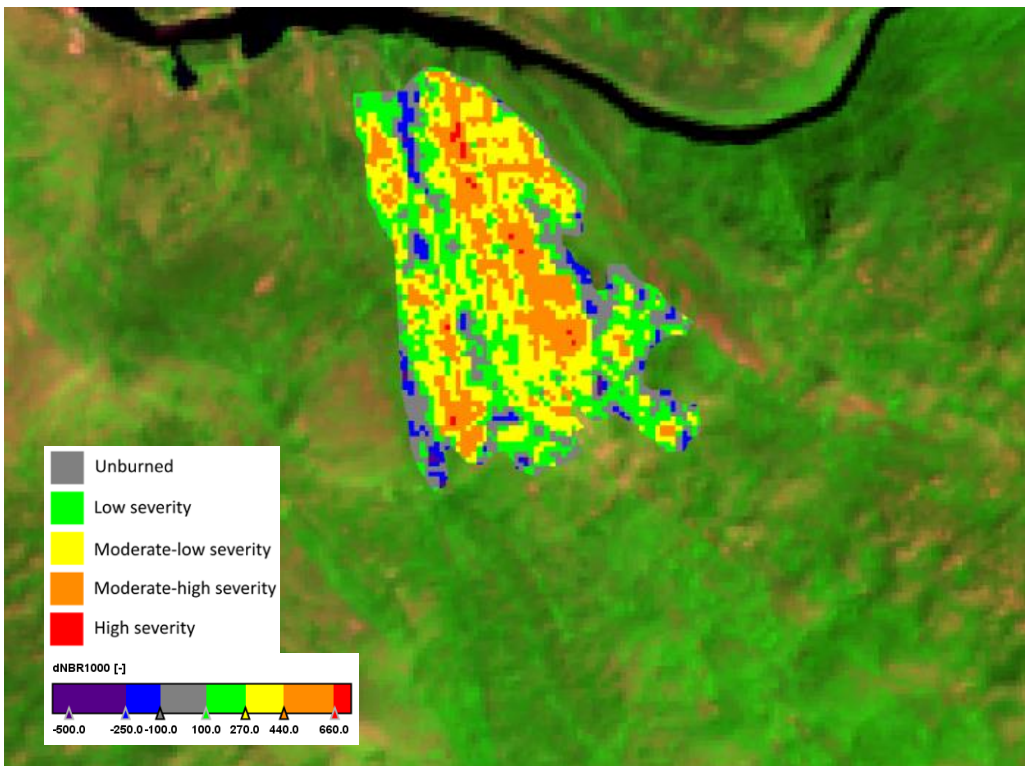 Unburned
Low severity
Moderate-low severity
Moderate-high severity
High severity
dNBR1000 [-]
-500.0 -250.0 -100.0 100.0 270.0 440.0 660.0